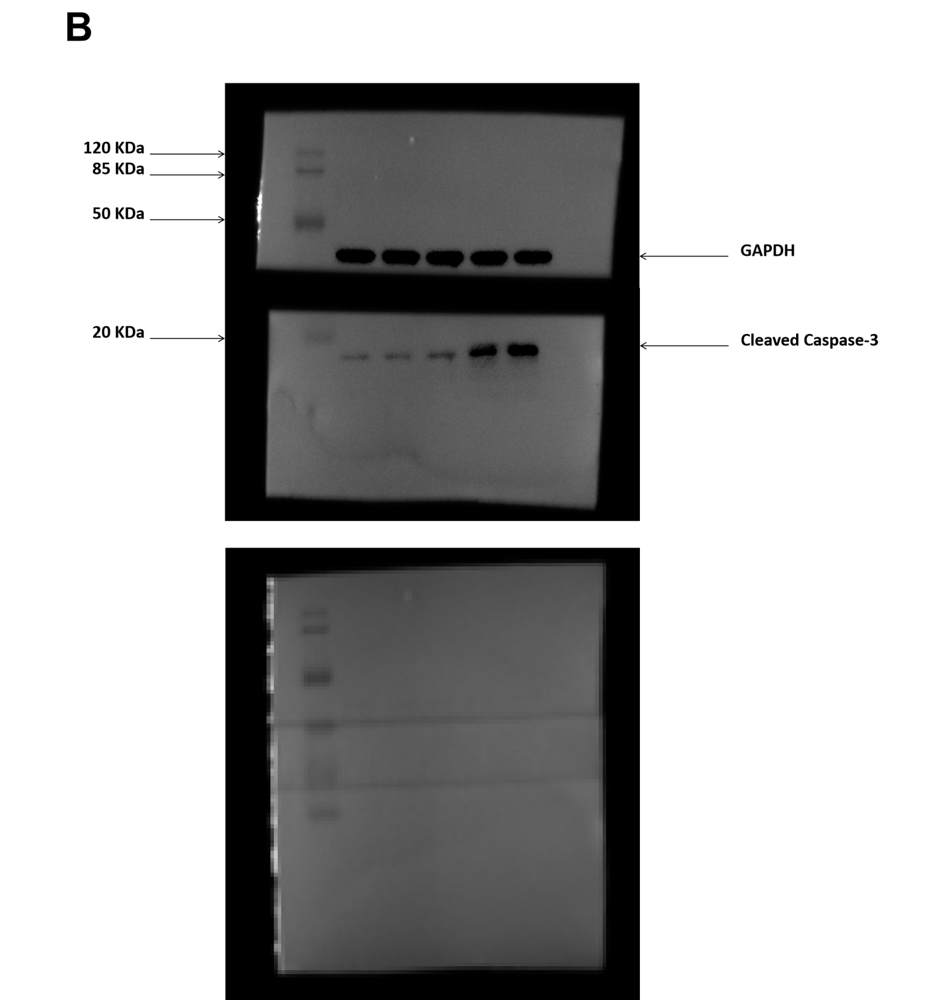 B
120 KDa
85 KDa
50 KDa
GAPDH
20 KDa
Cleaved Caspase-3